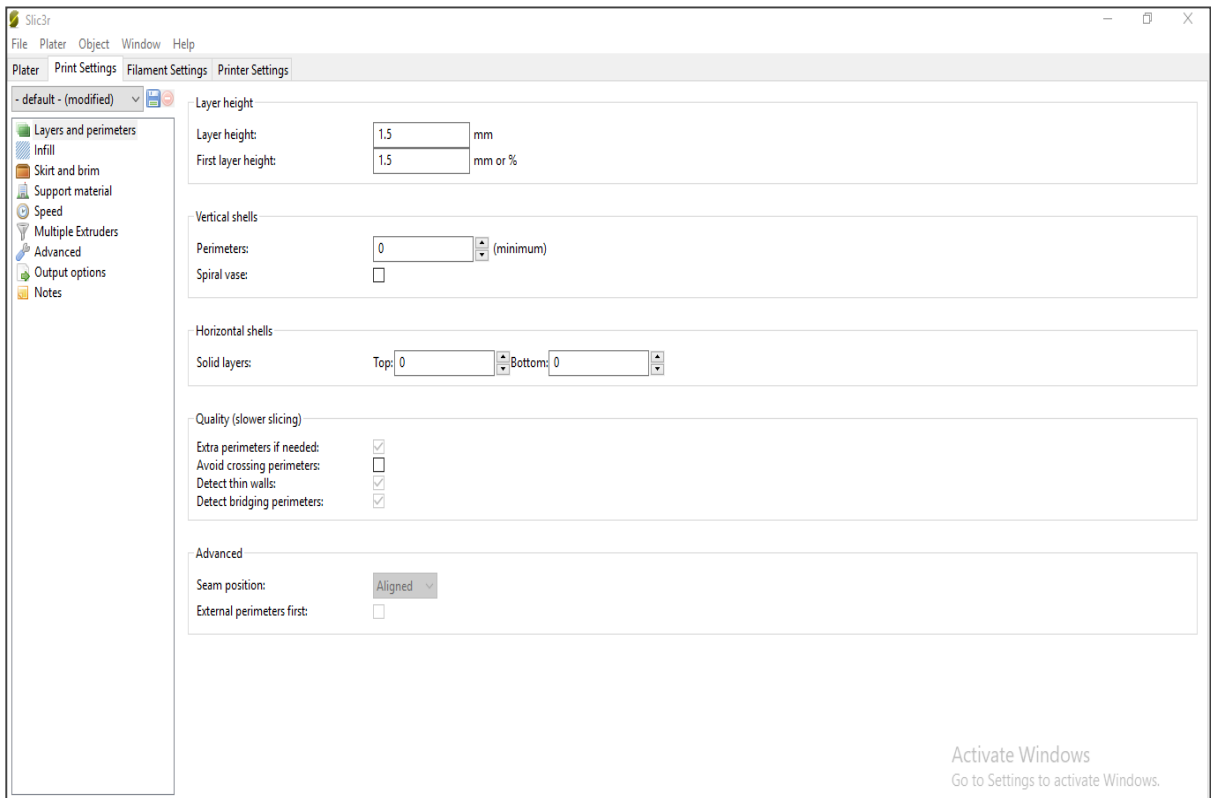 Slic3r
File Plater Object Window Help
Plater Print Settings Filament Settings Printer Settings
- default - (modified)
Layers and perimeters
Infill
Skirt and brim
Support material
Speed
Multiple Extruders
Advanced
Output options
Notes
Layer height
Layer height: 1.5 mm
First layer height: 1.5 mm or %
Vertical shells
Perimeters: 0 (minimum)
Spiral vase:
Horizontal shells
Solid layers: Top: 0 Bottom: 0
Quality (slower slicing)
Extra perimeters if needed:
Avoid crossing perimeters:
Detect thin walls:
Detect bridging perimeters:
Advanced
Seam position: Aligned
External perimeters first:
Activate Windows
Go to Settings to activate Windows.